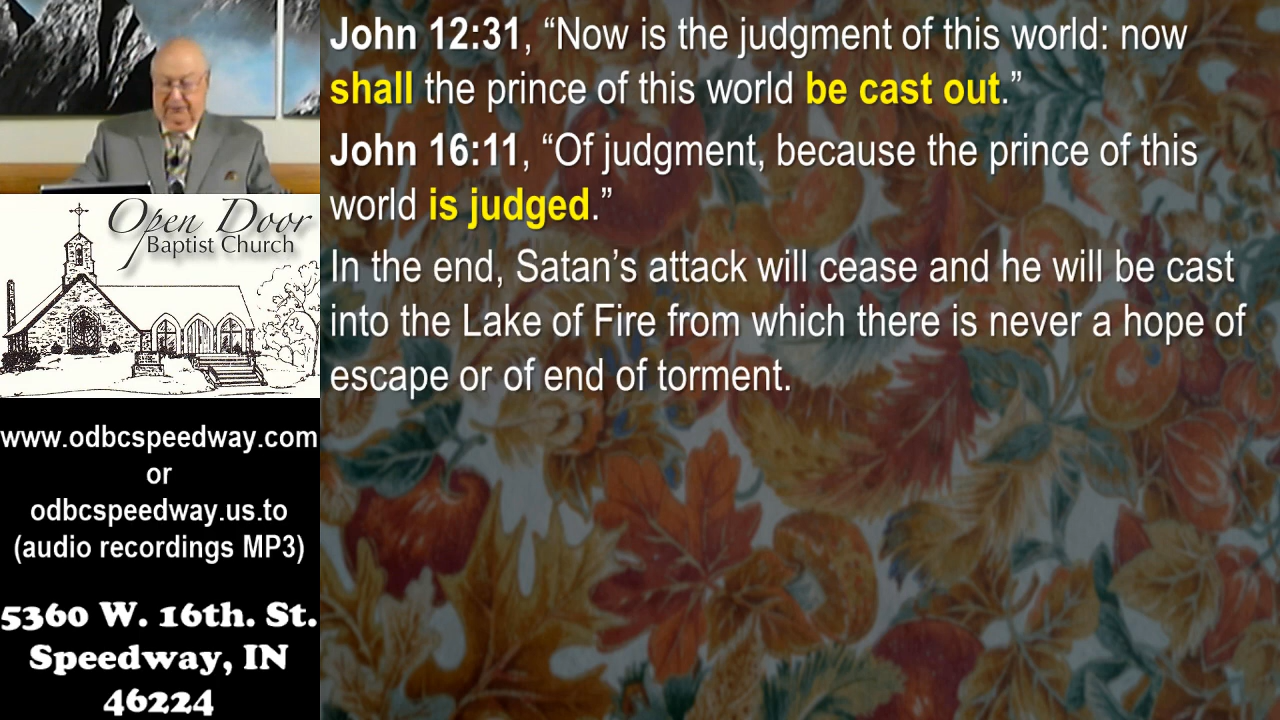 John 12:31, “Now is the judgment of this world: now
shall the prince of this world be cast out.”
John 16:11, “Of judgment, because the prince of this
world is judged.”
In the end, Satan’s attack will cease and he will be cast
into the Lake of Fire from which there is never a hope of
escape or of end of torment.
Open Door
Baptist Church
www.odbcspeedway.com
or
odbcspeedway.us.to
(audio recordings MP3)
5360 W. 16th. St.
Speedway, IN
46224